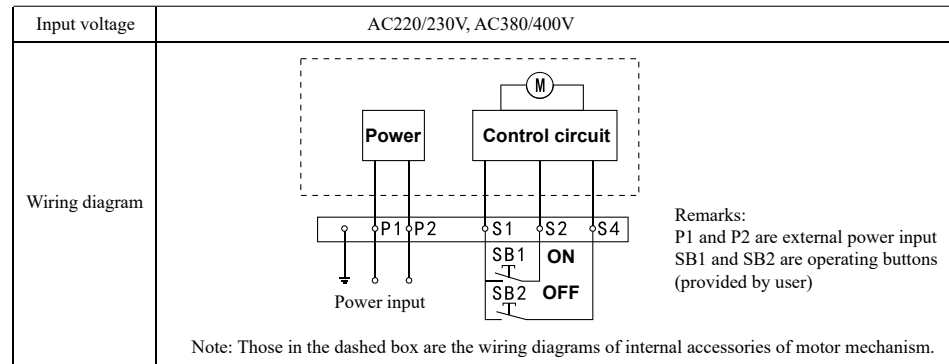 Input voltage
AC220/230V, AC380/400V
Wiring diagram
M
Power
Control circuit
P1 P2 S1 S2 S4
SB1 ON
SB2 OFF
Power input
Remarks:
P1 and P2 are external power input
SB1 and SB2 are operating buttons
(provided by user)
Note: Those in the dashed box are the wiring diagrams of internal accessories of motor mechanism.